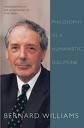 PHILOSOPHY
AS A
HUMANISTIC
DISCIPLINE
BERNARD WILLIAMS